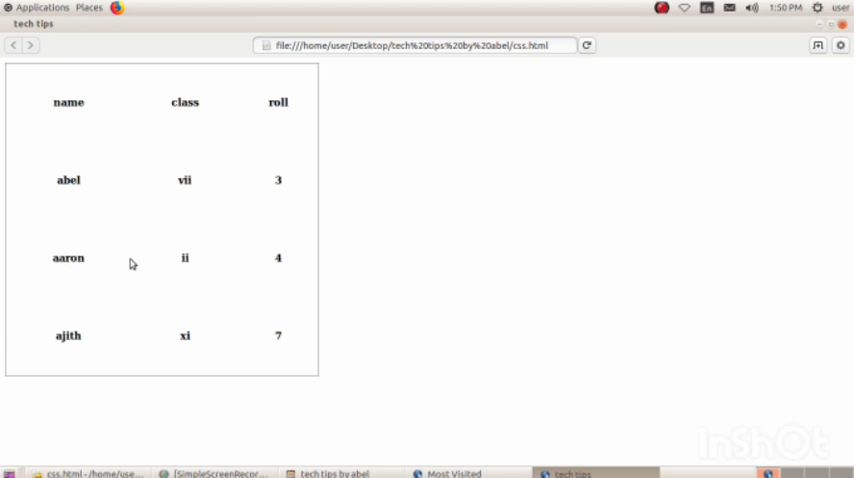 Applications Places En 1:50 PM user
tech tips
file:///home/user/Desktop/tech%20tips%20by%20abel/css.html
name class roll
abel vii 3
aaron ii 4
ajith xi 7
InShOt
css.html - /home/use... [SimpleScreenRecor... tech tips by abel Most Visited tech tips